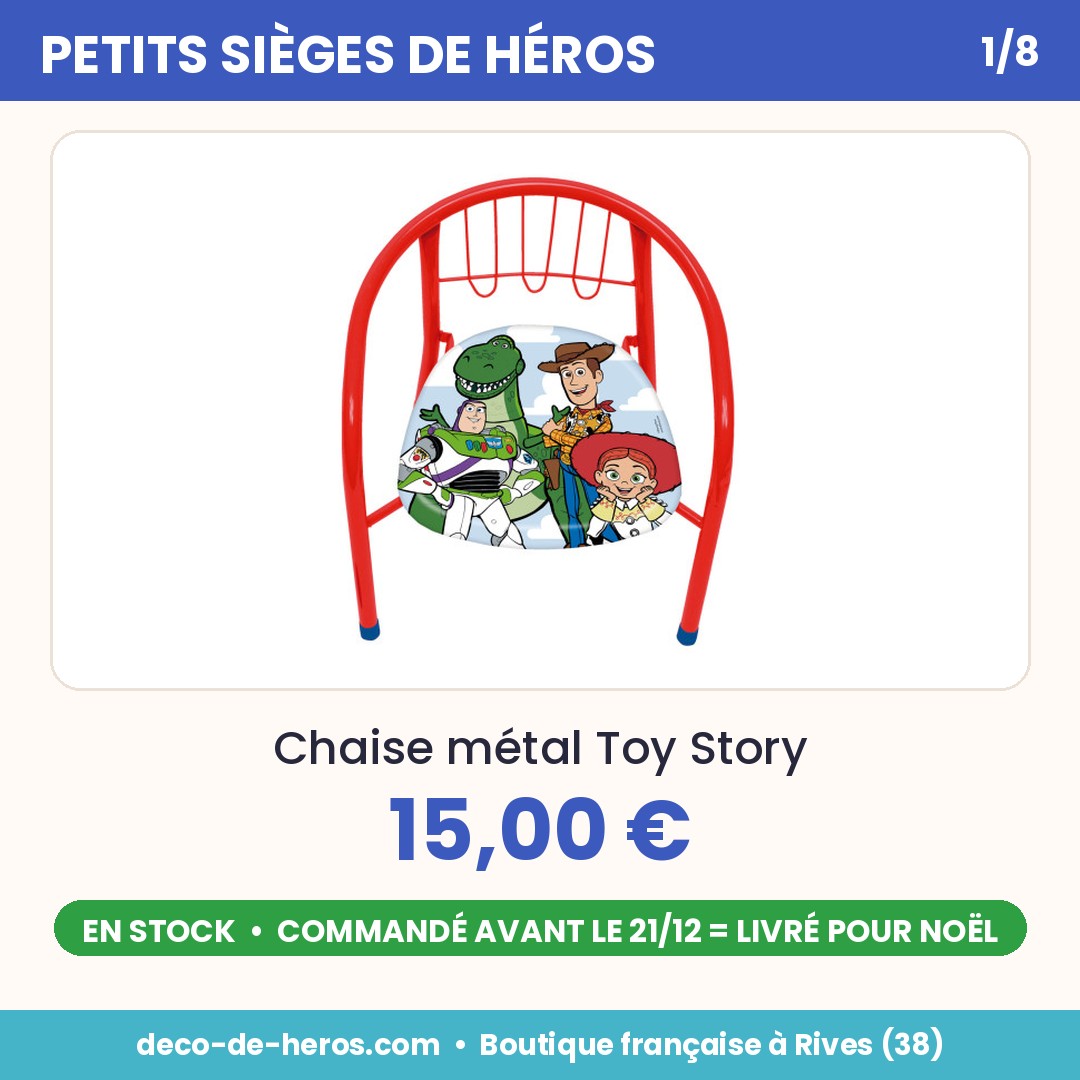 PETITS SIÈGES DE HÉROS
1/8
Chaise métal Toy Story
15,00 €
EN STOCK • COMMANDÉ AVANT LE 21/12 = LIVRÉ POUR NOËL
deco-de-heros.com • Boutique française à Rives (38)